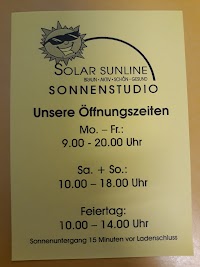 SOLAR SUNLINE
BRÄUN • AKTIV • SCHÖN • GESUND
SONNENSTUDIO
Unsere Öffnungszeiten
Mo. – Fr.:
9.00 - 20.00 Uhr
Sa. + So.:
10.00 – 18.00 Uhr
Feiertag:
10.00 – 14.00 Uhr
Sonnenuntergang 15 Minuten vor Ladenschluss